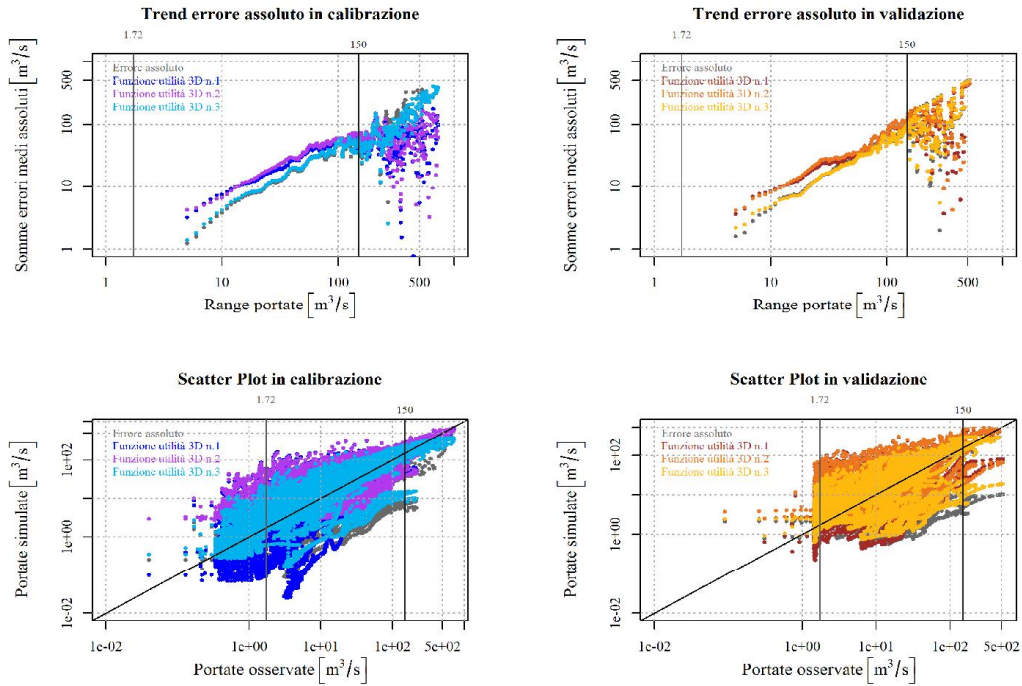 Trend errore assoluto in calibrazione
1.72
150
Errore assoluto
Funzione utilità 3D n.1
Funzione utilità 3D n.2
Funzione utilità 3D n.3
Somme errori medi assoluti [m³/s]
500
100
10
1
1
10
100
500
Range portate [m³/s]
Trend errore assoluto in validazione
1.72
150
Errore assoluto
Funzione utilità 3D n.1
Funzione utilità 3D n.2
Funzione utilità 3D n.3
Somme errori medi assoluti [m³/s]
500
100
10
1
1
10
100
500
Range portate [m³/s]
Scatter Plot in calibrazione
1.72
150
Errore assoluto
Funzione utilità 3D n.1
Funzione utilità 3D n.2
Funzione utilità 3D n.3
Portate simulate [m³/s]
1e+02
1e+00
1e-02
1e-02
1e+00
1e+01
1e+02
5e+02
Portate osservate [m³/s]
Scatter Plot in validazione
1.72
150
Errore assoluto
Funzione utilità 3D n.1
Funzione utilità 3D n.2
Funzione utilità 3D n.3
Portate simulate [m³/s]
1e+02
1e+00
1e-02
1e-02
1e+00
1e+01
1e+02
5e+02
Portate osservate [m³/s]